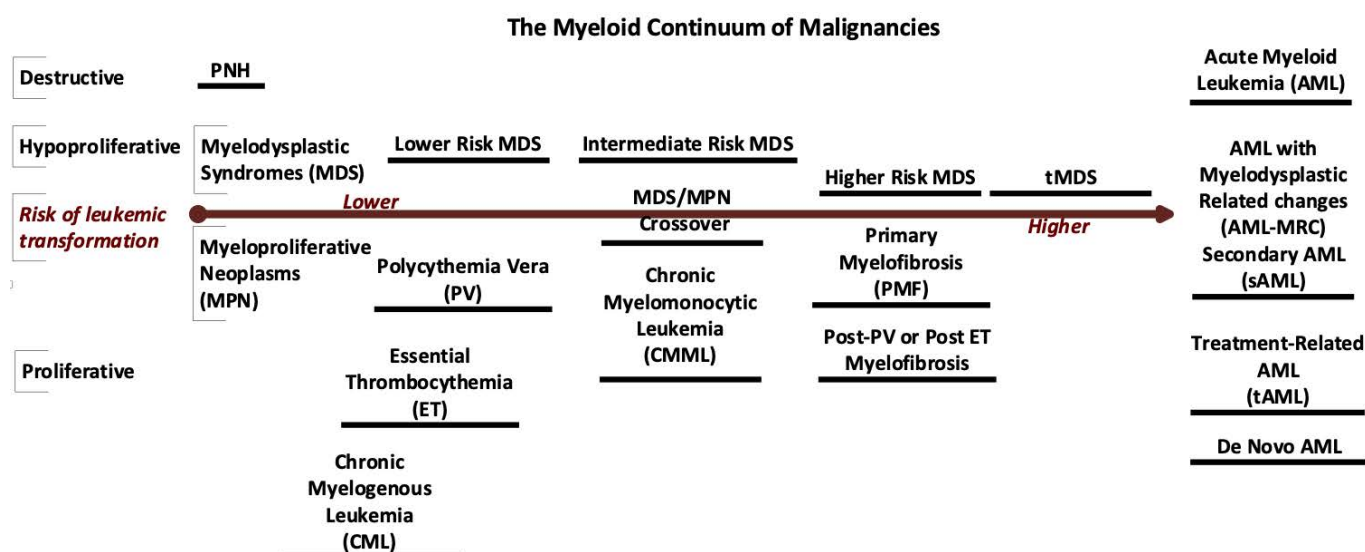 The Myeloid Continuum of Malignancies
Destructive
PNH
Acute Myeloid
Leukemia (AML)
Hypoproliferative
Myelodysplastic
Syndromes (MDS)
Lower Risk MDS
Intermediate Risk MDS
Higher Risk MDS
tMDS
AML with
Myelodysplastic
Related changes
(AML-MRC)
Secondary AML
(sAML)
Risk of leukemic
transformation
Lower
MDS/MPN
Crossover
Higher
Myeloproliferative
Neoplasms
(MPN)
Polycythemia Vera
(PV)
Chronic
Myelomonocytic
Leukemia
(CMML)
Primary
Myelofibrosis
(PMF)
Post-PV or Post ET
Myelofibrosis
Treatment-Related
AML
(tAML)
Proliferative
Essential
Thrombocythemia
(ET)
De Novo AML
Chronic
Myelogenous
Leukemia
(CML)